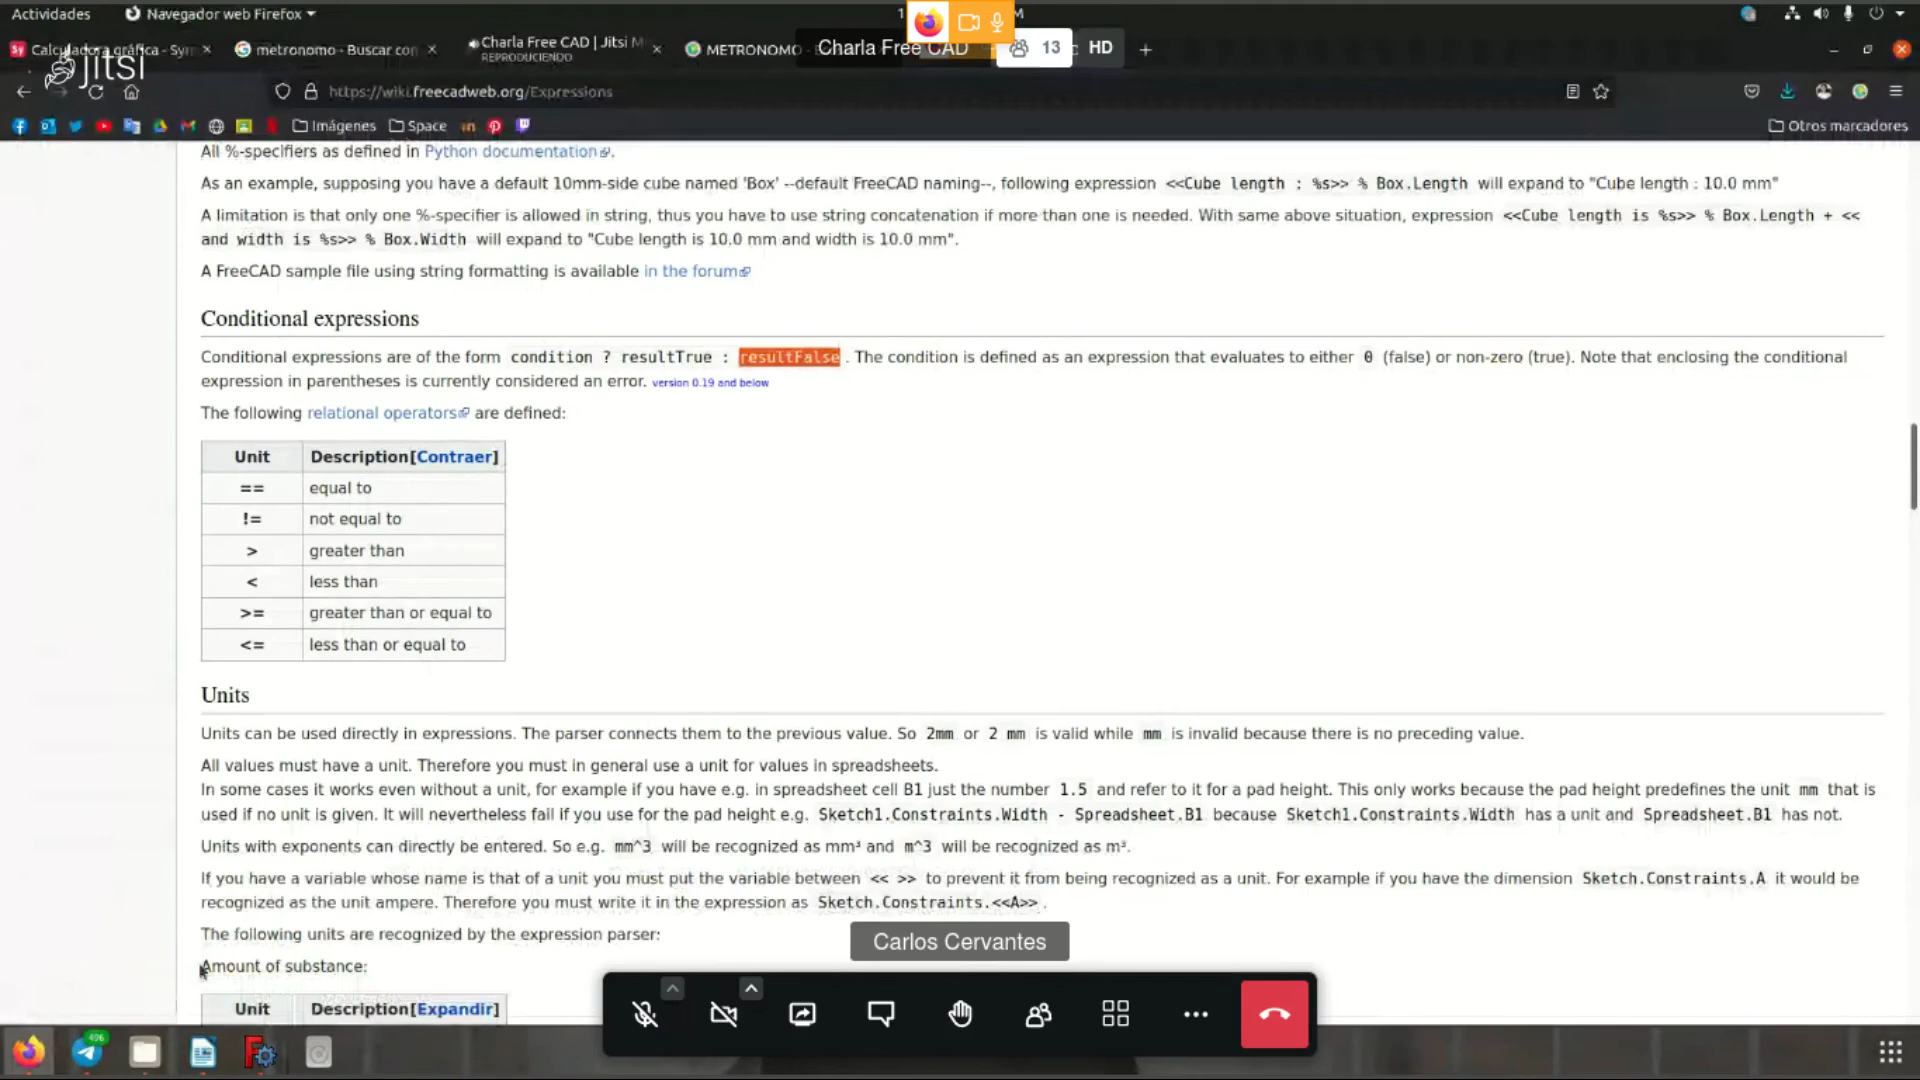 Actividades
Navegador web Firefox
Calculadora gráfica - Sy
metronomo - Buscar con
Charla Free CAD | Jitsi M
REPRODUCIENDO
METRONOMO
Charla Free CAD
13
HD
Jitsi
https://wiki.freecadweb.org/Expressions
Imágenes
Space
Otros marcadores
All %-specifiers as defined in Python documentation.
As an example, supposing you have a default 10mm-side cube named 'Box' --default FreeCAD naming--, following expression <<Cube length : %s>> % Box.Length will expand to "Cube length : 10.0 mm"
A limitation is that only one %-specifier is allowed in string, thus you have to use string concatenation if more than one is needed. With same above situation, expression <<Cube length is %s>> % Box.Length + <<
and width is %s>> % Box.Width will expand to "Cube length is 10.0 mm and width is 10.0 mm".
A FreeCAD sample file using string formatting is available in the forum
Conditional expressions
Conditional expressions are of the form condition ? resultTrue : resultFalse . The condition is defined as an expression that evaluates to either 0 (false) or non-zero (true). Note that enclosing the conditional
expression in parentheses is currently considered an error. version 0.19 and below
The following relational operators are defined:
Unit Description[Contraer]
== equal to
!= not equal to
> greater than
< less than
>= greater than or equal to
<= less than or equal to
Units
Units can be used directly in expressions. The parser connects them to the previous value. So 2mm or 2 mm is valid while mm is invalid because there is no preceding value.
All values must have a unit. Therefore you must in general use a unit for values in spreadsheets.
In some cases it works even without a unit, for example if you have e.g. in spreadsheet cell B1 just the number 1.5 and refer to it for a pad height. This only works because the pad height predefines the unit mm that is
used if no unit is given. It will nevertheless fail if you use for the pad height e.g. Sketch1.Constraints.Width - Spreadsheet.B1 because Sketch1.Constraints.Width has a unit and Spreadsheet.B1 has not.
Units with exponents can directly be entered. So e.g. mm^3 will be recognized as mm³ and m^3 will be recognized as m³.
If you have a variable whose name is that of a unit you must put the variable between << >> to prevent it from being recognized as a unit. For example if you have the dimension Sketch.Constraints.A it would be
recognized as the unit ampere. Therefore you must write it in the expression as Sketch.Constraints.<<A>> .
The following units are recognized by the expression parser:
Carlos Cervantes
Amount of substance:
Unit Description[Expandir]
496